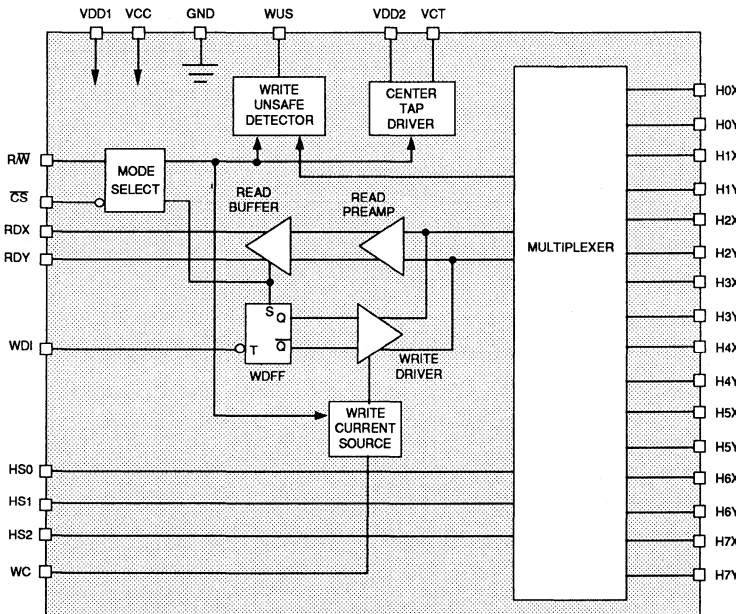 VDD1 VCC GND WUS VDD2 VCT
WRITE
UNSAFE
DETECTOR
CENTER
TAP
DRIVER
R/W̅
C̅S̅
RDX
RDY
WDI
HS0
HS1
HS2
WC
MODE
SELECT
READ
BUFFER
READ
PREAMP
S Q
T Q̅
WDFF
WRITE
DRIVER
WRITE
CURRENT
SOURCE
MULTIPLEXER
H0X
H0Y
H1X
H1Y
H2X
H2Y
H3X
H3Y
H4X
H4Y
H5X
H5Y
H6X
H6Y
H7X
H7Y